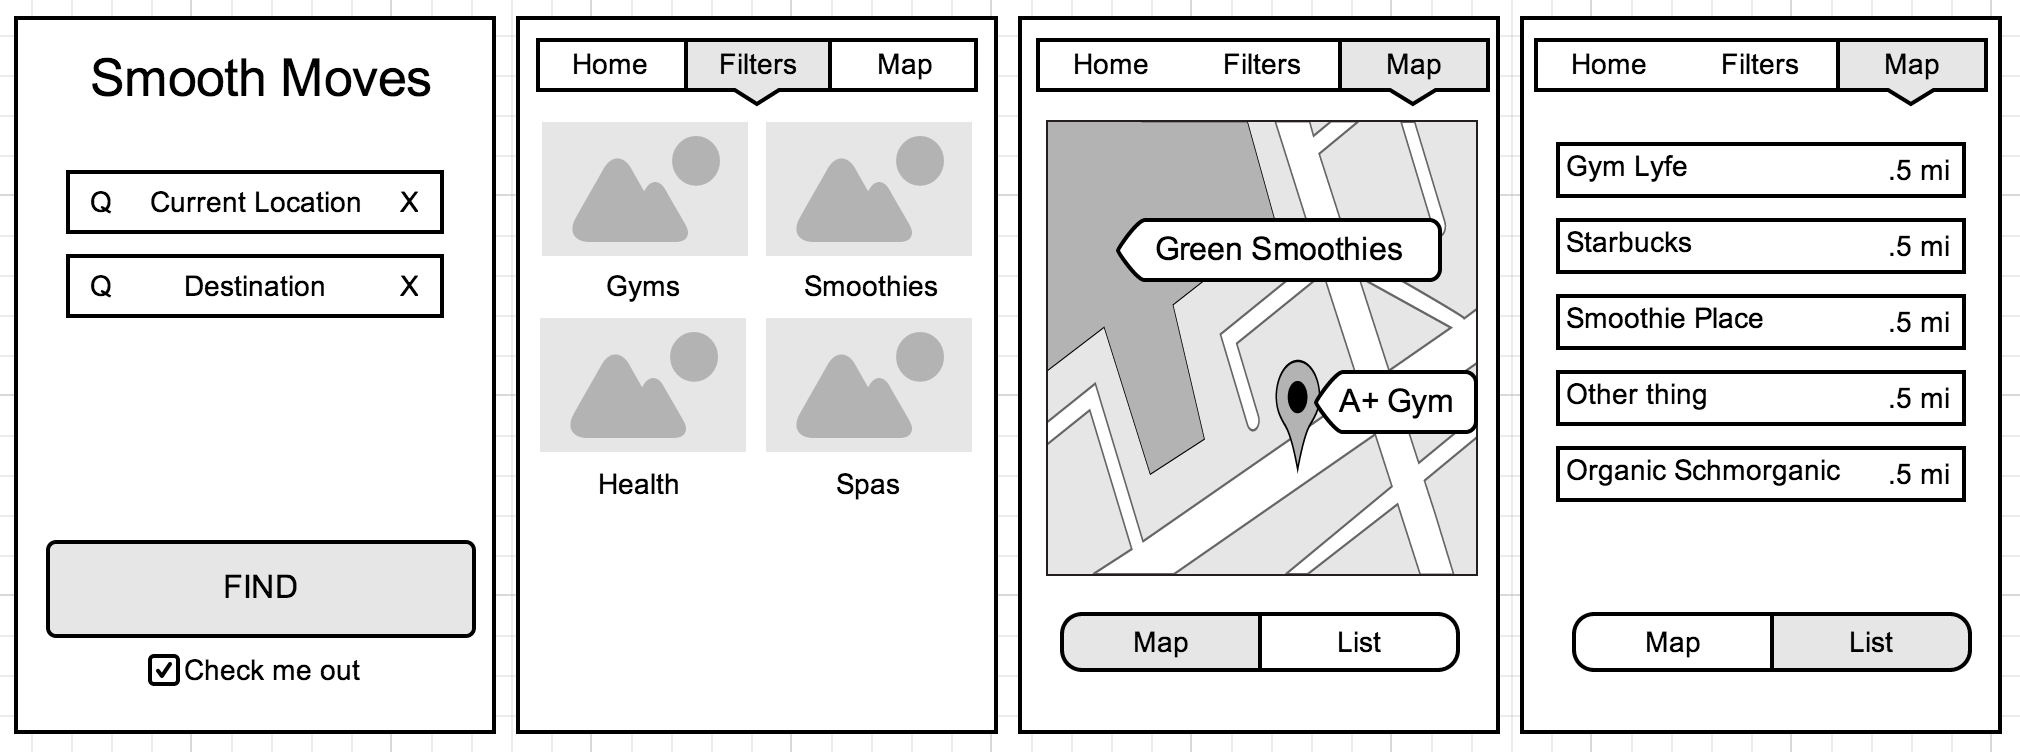 Smooth Moves
Q Current Location X
Q Destination X
FIND
Check me out
Home Filters Map
Gyms Smoothies
Health Spas
Home Filters Map
Green Smoothies
A+ Gym
Map List
Home Filters Map
Gym Lyfe .5 mi
Starbucks .5 mi
Smoothie Place .5 mi
Other thing .5 mi
Organic Schmorganic .5 mi
Map List